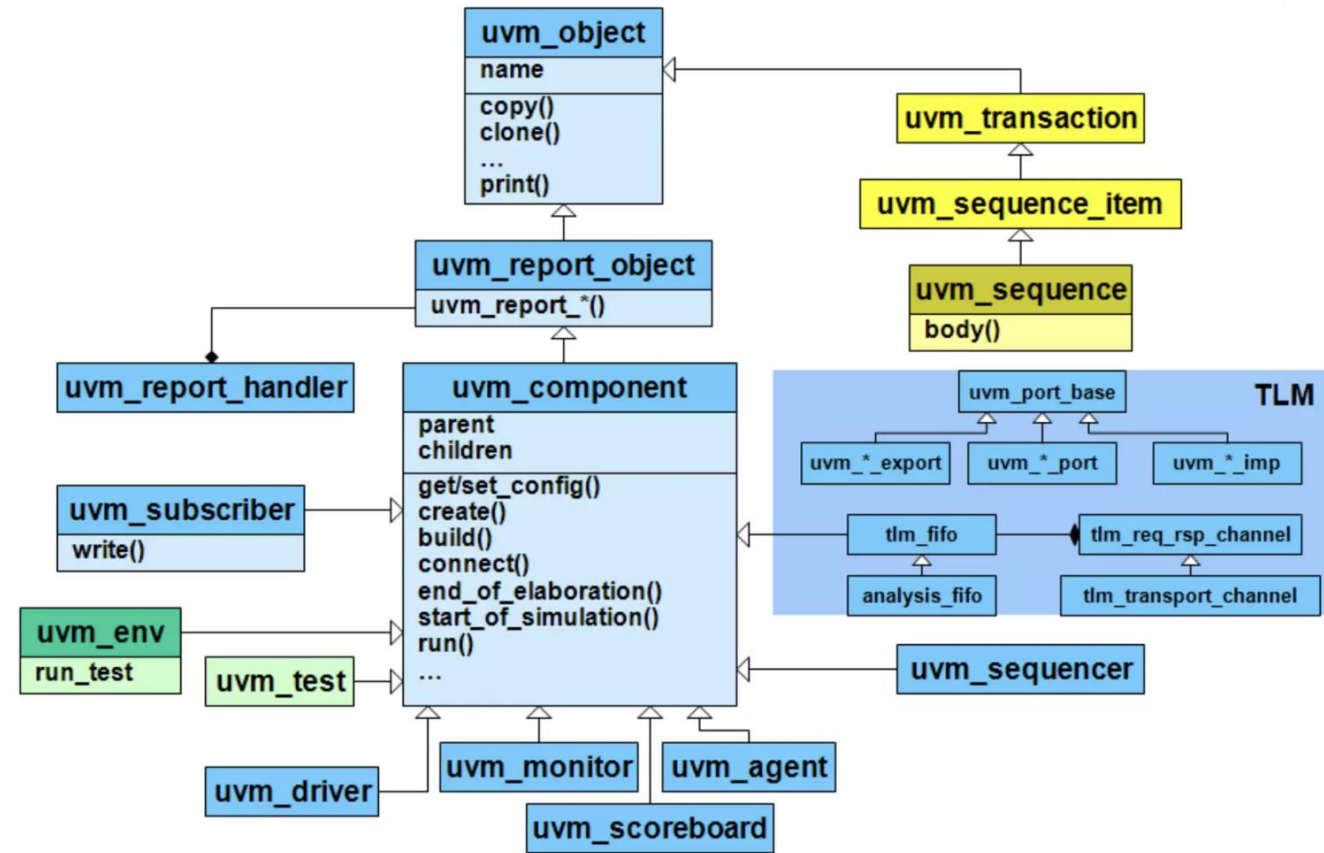 uvm_object
name
copy()
clone()
...
print()
uvm_transaction
uvm_sequence_item
uvm_sequence
body()
uvm_report_object
uvm_report_*()
uvm_report_handler
uvm_component
parent
children
get/set_config()
create()
build()
connect()
end_of_elaboration()
start_of_simulation()
run()
...
TLM
uvm_port_base
uvm_*_export
uvm_*_port
uvm_*_imp
tlm_fifo
tlm_req_rsp_channel
analysis_fifo
tlm_transport_channel
uvm_subscriber
write()
uvm_env
run_test
uvm_test
uvm_sequencer
uvm_driver
uvm_monitor
uvm_agent
uvm_scoreboard